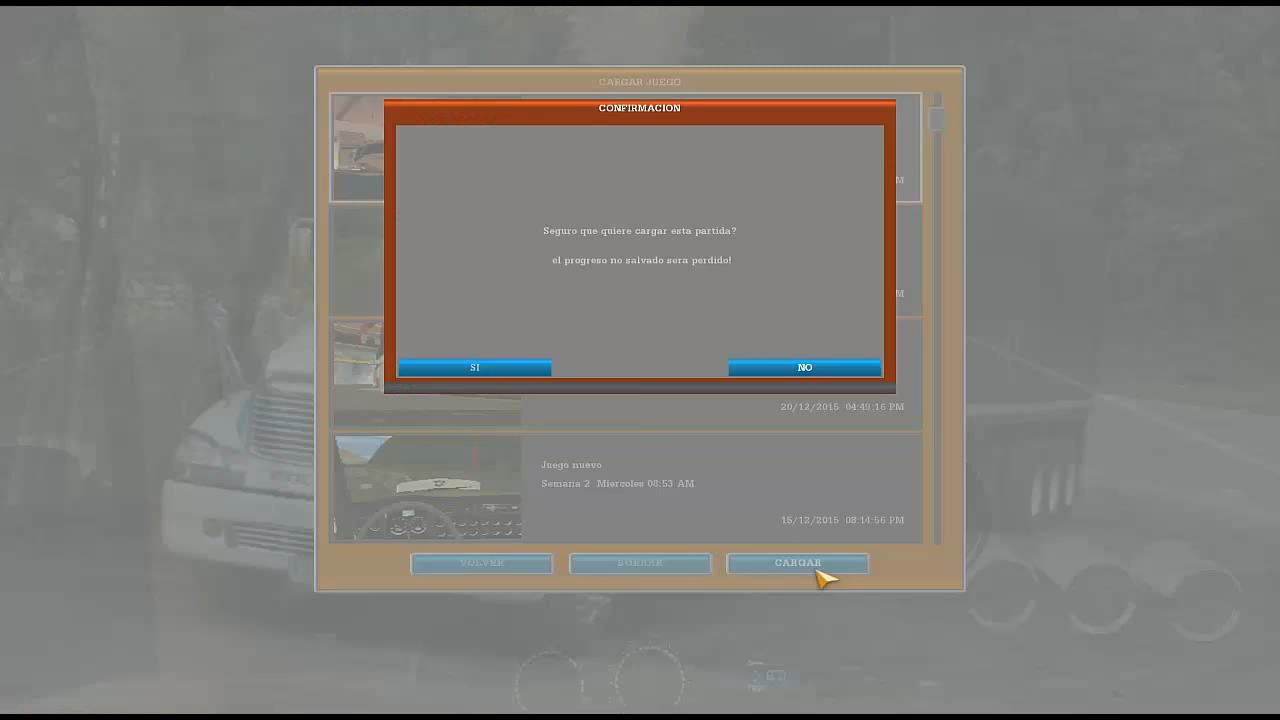 CARGAR JUEGO
CONFIRMACION
M
Seguro que quiere cargar esta partida?
el progreso no salvado sera perdido!
M
SI
NO
20/12/2015 04:49:16 PM
Juego nuevo
Semana 2 Miercoles 08:53 AM
15/12/2015 08:14:56 PM
VOLVER
BORRAR
CARGAR